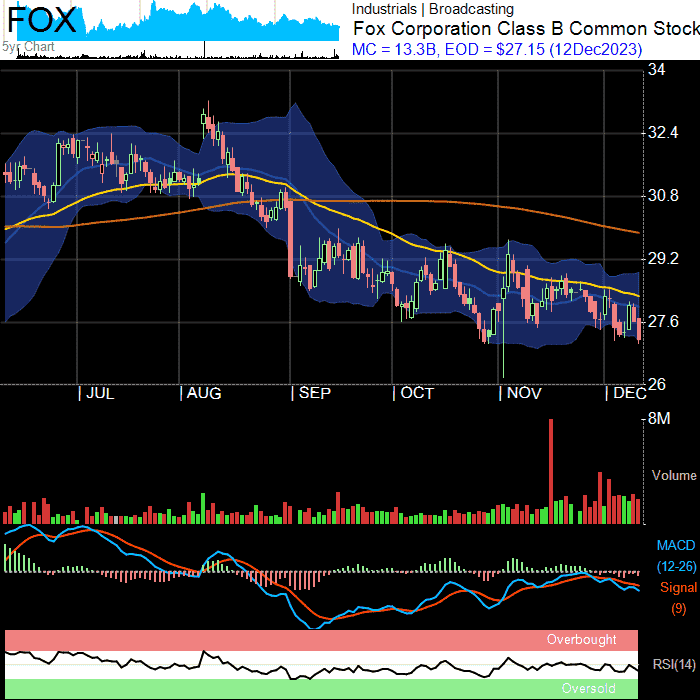 FOX
5yr Chart
Industrials | Broadcasting
Fox Corporation Class B Common Stock
MC = 13.3B, EOD = $27.15 (12Dec2023)
34
32.4
30.8
29.2
27.6
26
JUL
AUG
SEP
OCT
NOV
DEC
8M
Volume
MACD
(12-26)
Signal
(9)
Overbought
RSI(14)
Oversold